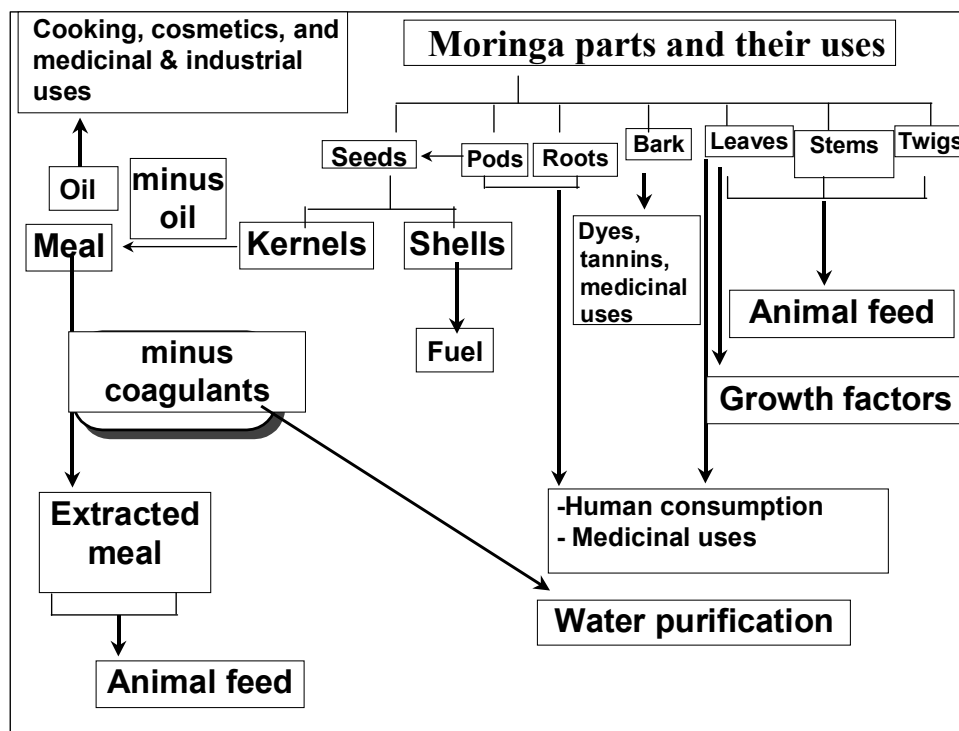 Cooking, cosmetics, and
medicinal & industrial
uses
Moringa parts and their uses
Seeds
Pods
Roots
Bark
Leaves
Stems
Twigs
Oil
minus
oil
Meal
Kernels
Shells
Dyes,
tannins,
medicinal
uses
Animal feed
Fuel
minus
coagulants
Growth factors
Extracted
meal
-Human consumption
- Medicinal uses
Water purification
Animal feed